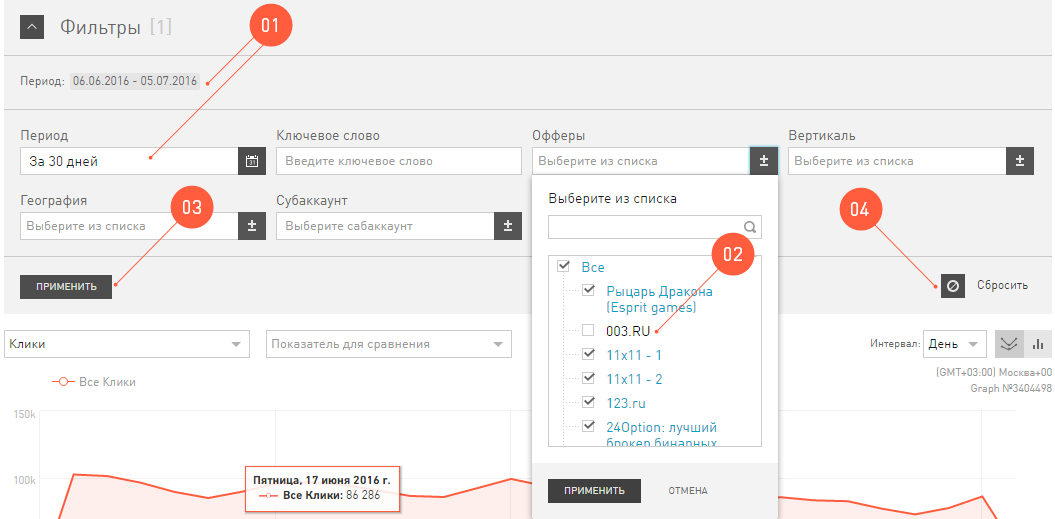 Фильтры [1]
01
Период: 06.06.2016 - 05.07.2016
Период
Ключевое слово
Офферы
Вертикаль
За 30 дней
31
Введите ключевое слово
Выберите из списка
±
Выберите из списка
±
География
03
Субаккаунт
Выберите из списка
04
Выберите из списка
±
Выберите сабаккаунт
±
02
Все
Рыцарь Дракона
(Esprit games)
003.RU
11x11 - 1
11x11 - 2
123.ru
24Option: лучший
брокер бинарных
ПРИМЕНИТЬ
ОТМЕНА
ПРИМЕНИТЬ
Сбросить
Клики
Показатель для сравнения
Интервал:
День
Все Клики
(GMT+03:00) Москва+00
Graph №3404498
150k
100k
Пятница, 17 июня 2016 г.
Все Клики: 86 286